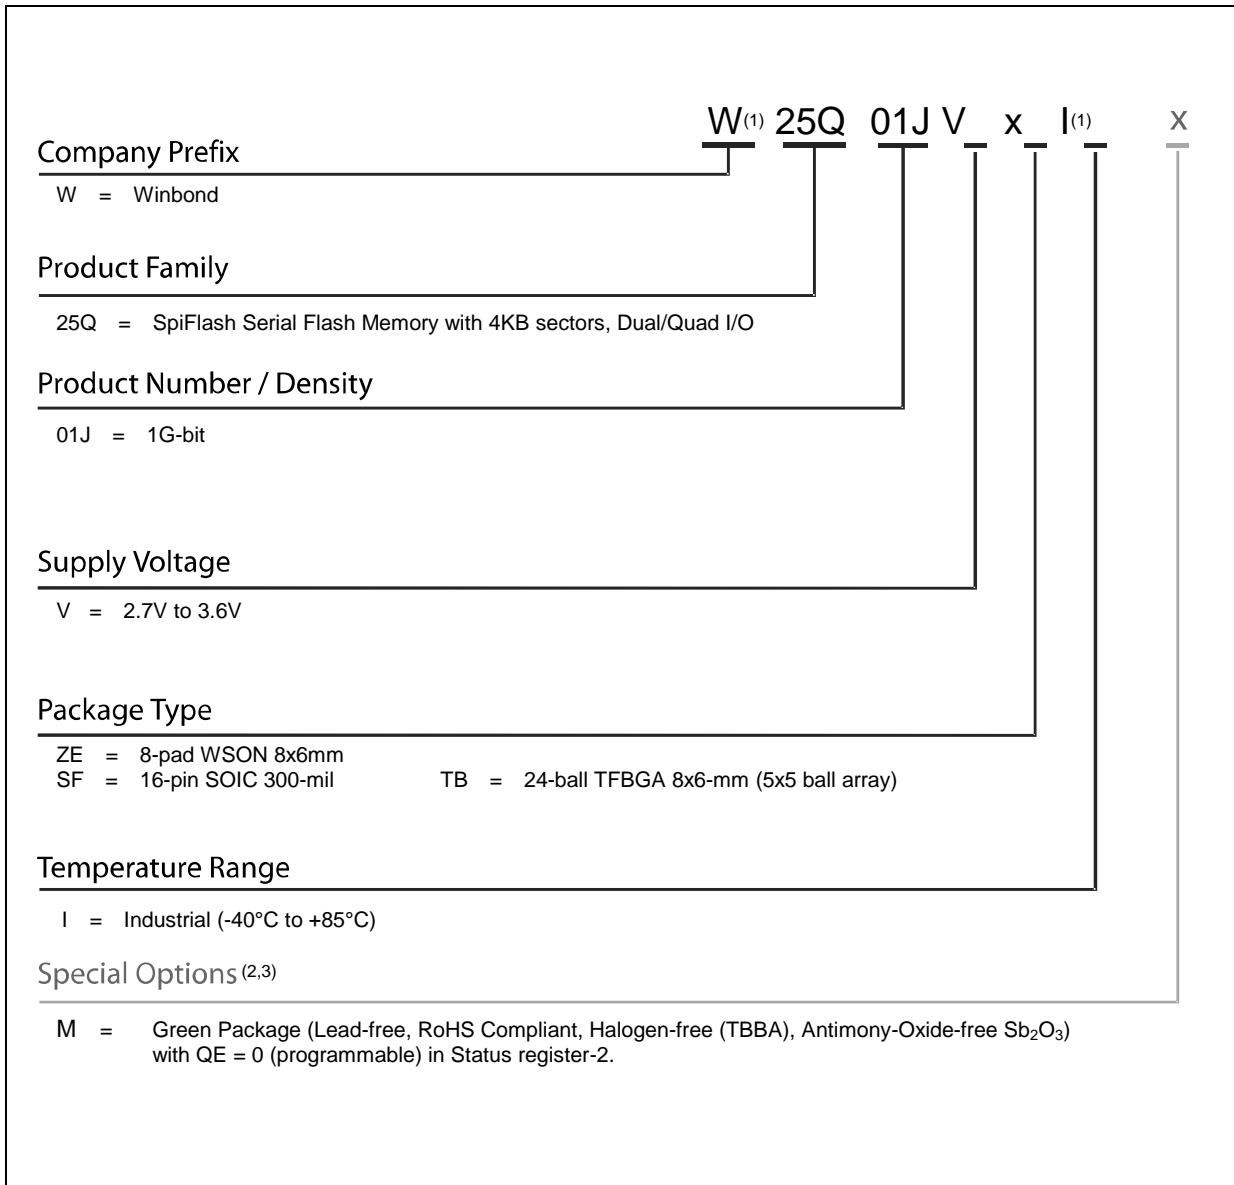 W(1) 25Q 01J V x I(1) x
Company Prefix
W = Winbond
Product Family
25Q = SpiFlash Serial Flash Memory with 4KB sectors, Dual/Quad I/O
Product Number / Density
01J = 1G-bit
Supply Voltage
V = 2.7V to 3.6V
Package Type
ZE = 8-pad WSON 8x6mm
SF = 16-pin SOIC 300-mil TB = 24-ball TFBGA 8x6-mm (5x5 ball array)
Temperature Range
I = Industrial (-40°C to +85°C)
Special Options (2,3)
M = Green Package (Lead-free, RoHS Compliant, Halogen-free (TBBA), Antimony-Oxide-free Sb₂O₃)
with QE = 0 (programmable) in Status register-2.